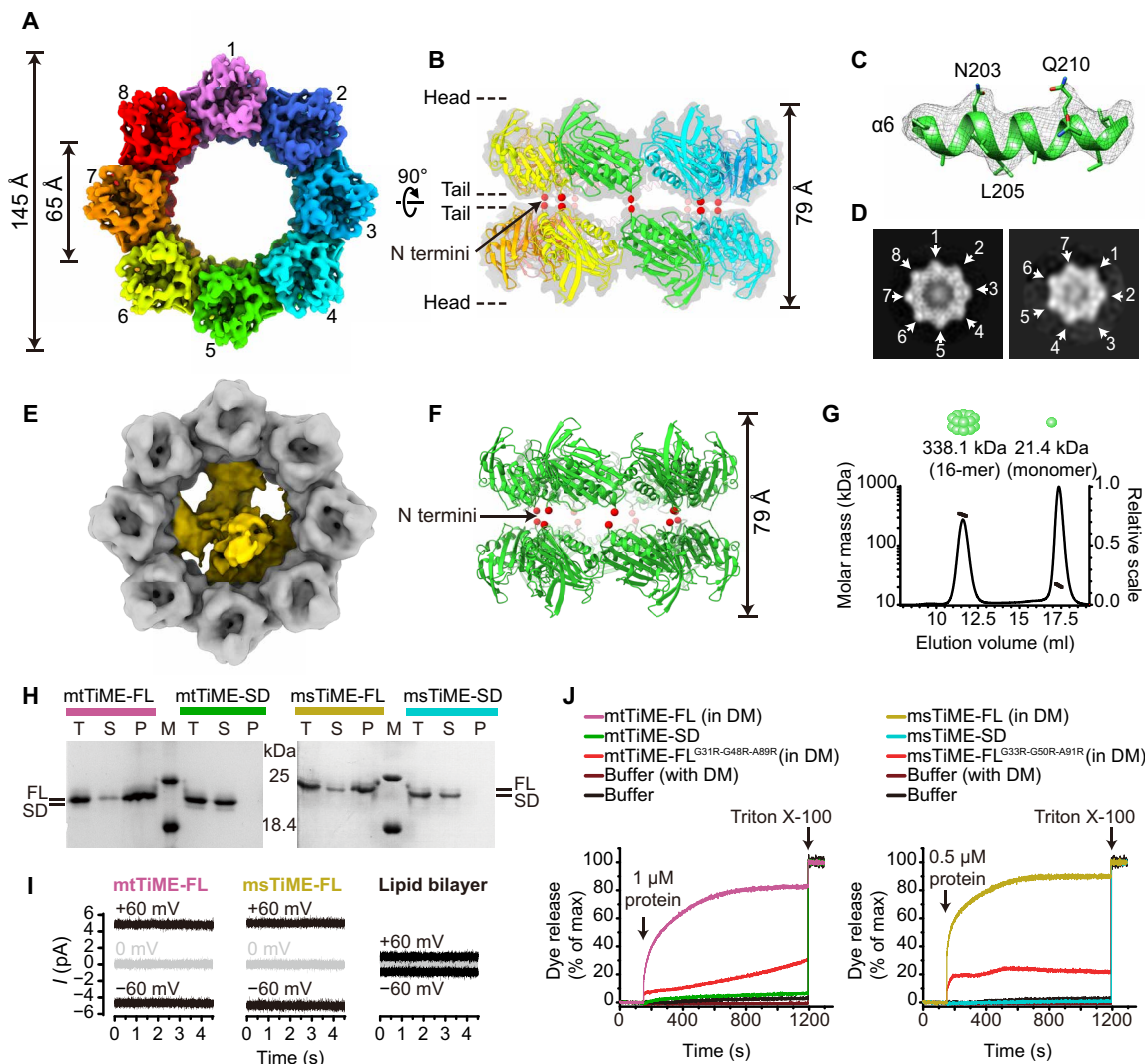 A
145 Å
65 Å
1
2
3
4
5
6
7
8
90°
B
Head
Tail
Tail
N termini
Head
79 Å
C
N203
Q210
α6
L205
D
1
2
3
4
5
6
7
8
7
1
2
3
4
5
6
E
F
N termini
79 Å
G
338.1 kDa
(16-mer)
21.4 kDa
(monomer)
Molar mass (kDa)
1000
100
10
Relative scale
1.0
0.5
0.0
10
12.5
15
17.5
Elution volume (ml)
H
mtTiME-FL
mtTiME-SD
msTiME-FL
msTiME-SD
T S P M T S P
T S P M T S P
kDa
25
18.4
FL
SD
FL
SD
I
mtTiME-FL
msTiME-FL
Lipid bilayer
I (pA)
6
4
2
0
−2
−4
−6
+60 mV
0 mV
−60 mV
+60 mV
0 mV
−60 mV
+60 mV
−60 mV
0 1 2 3 4
0 1 2 3 4
0 1 2 3 4
Time (s)
Time (s)
J
mtTiME-FL (in DM)
mtTiME-SD
mtTiME-FL^G31R-G48R-A89R (in DM)
Buffer (with DM)
Buffer
Triton X-100
1 µM
protein
Dye release
(% of max)
100
80
60
40
20
0
0 400 800 1200
Time (s)
msTiME-FL (in DM)
msTiME-SD
msTiME-FL^G33R-G50R-A91R (in DM)
Buffer (with DM)
Buffer
Triton X-100
0.5 µM
protein
Dye release
(% of max)
100
80
60
40
20
0
0 400 800 1200
Time (s)